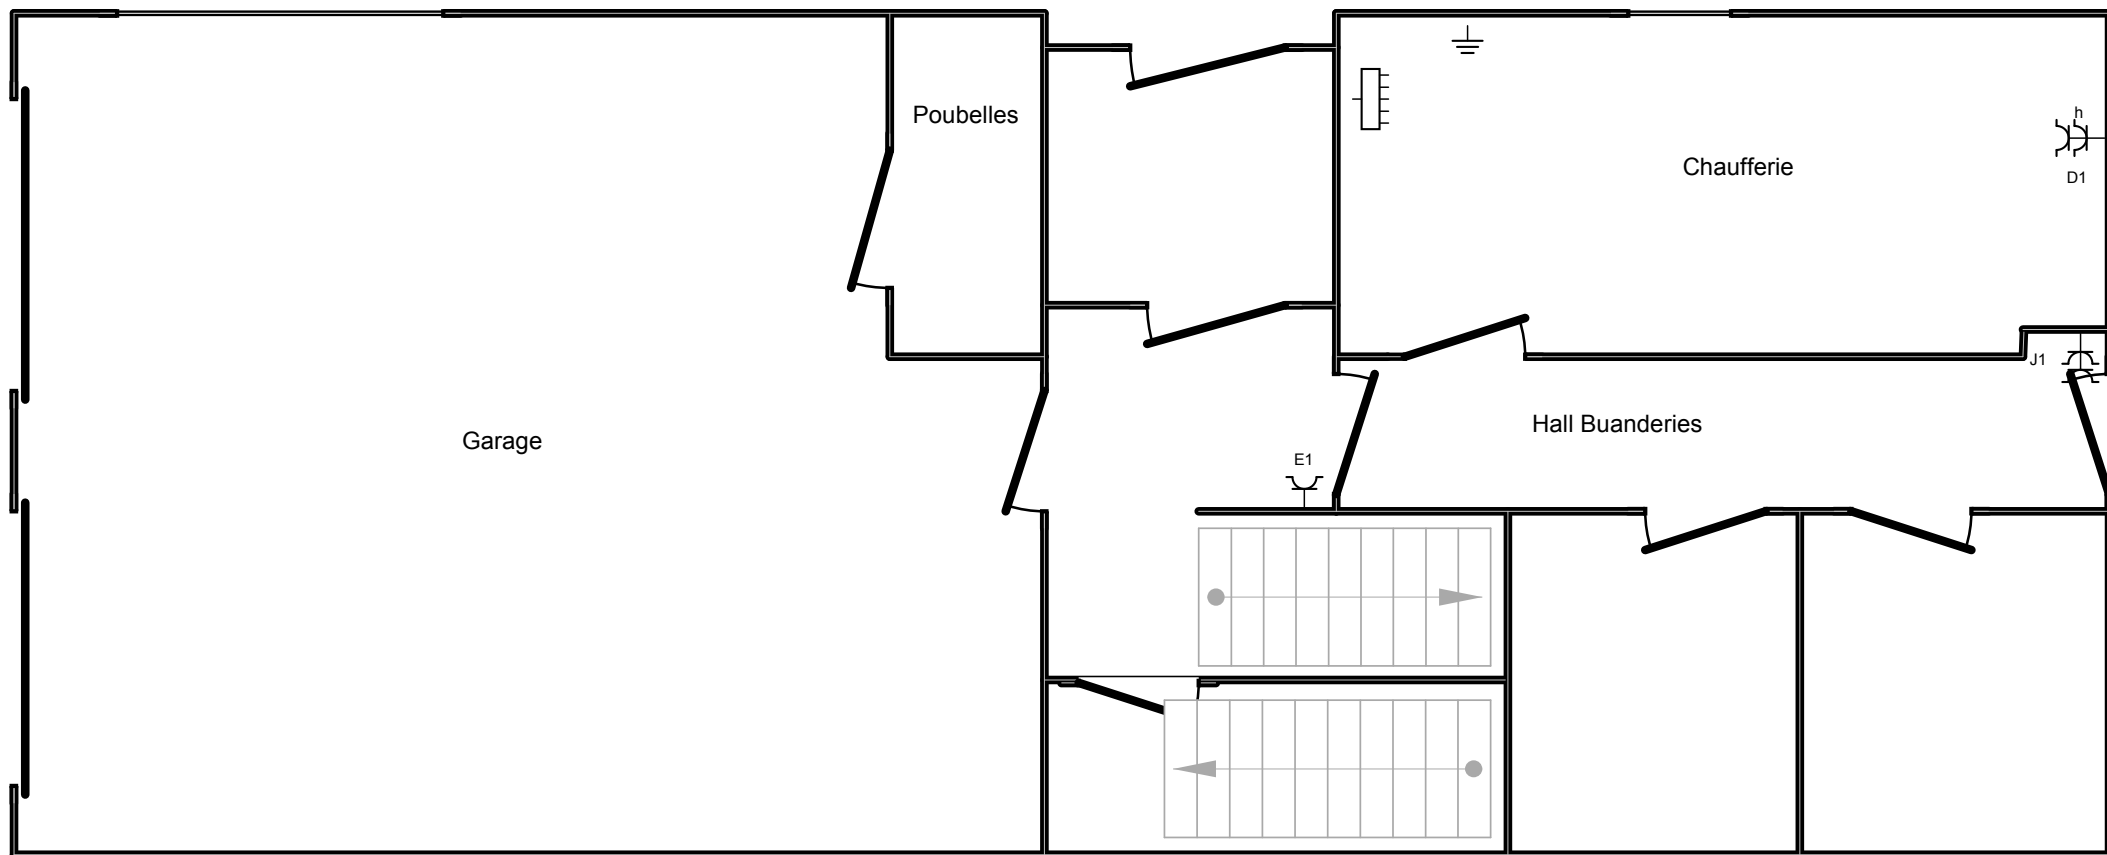 Poubelles
h
Chaufferie
D1
J1
Hall Buanderies
Garage
E1